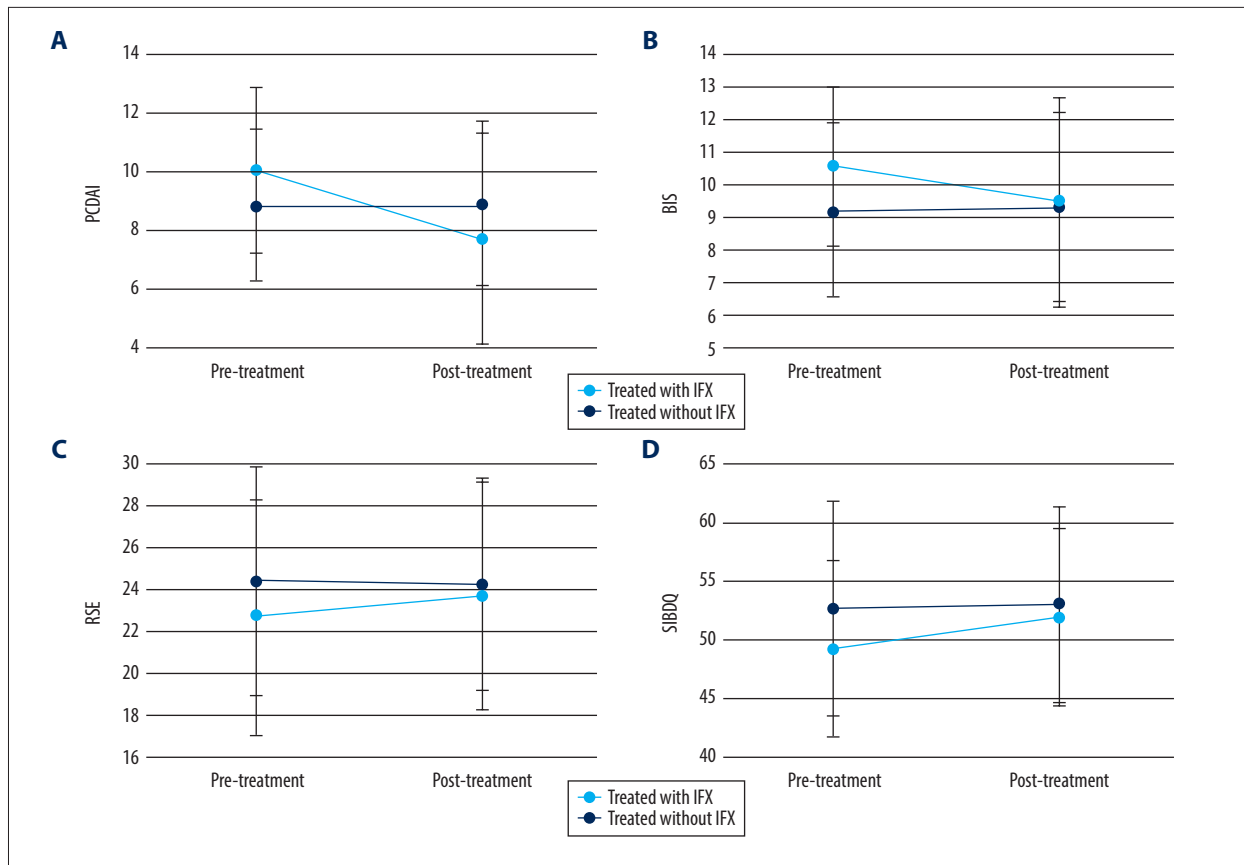 A
14
12
10
8
6
4
PCDAI
Pre-treatment
Post-treatment
B
14
13
12
11
10
9
8
7
6
5
BIS
Pre-treatment
Post-treatment
Treated with IFX
Treated without IFX
C
30
28
26
24
22
20
18
16
RSE
Pre-treatment
Post-treatment
D
65
60
55
50
45
40
SIBDQ
Pre-treatment
Post-treatment
Treated with IFX
Treated without IFX